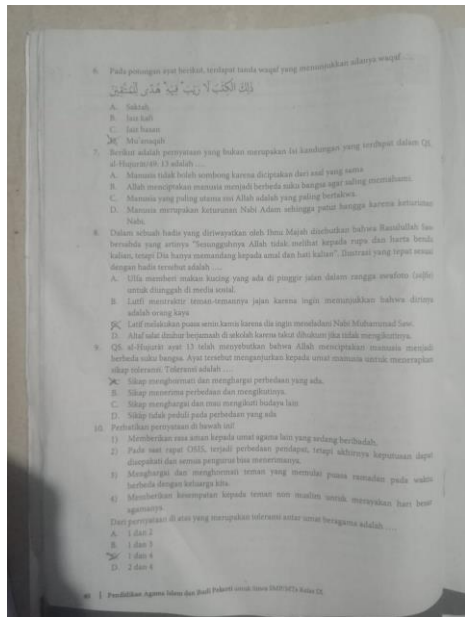 6. Pada potongan ayat berikut, terdapat tanda waqaf yang menunjukkan adanya waqaf ....
ذٰلِكَ الْكِتٰبُ لَا رَيْبَ ۛ فِيْهِ ۛ هُدًى لِّلْمُتَّقِيْنَ
A. Saktah
B. Jaiz kafi
C. Jaiz hasan
D. Mu'anaqah
7. Berikut adalah pernyataan yang bukan merupakan isi kandungan yang terdapat dalam QS.
al-Hujurāt/49: 13 adalah ....
A. Manusia tidak boleh sombong karena diciptakan dari asal yang sama.
B. Allah menciptakan manusia menjadi berbeda suku bangsa agar saling memahami.
C. Manusia yang paling utama sisi Allah adalah yang paling bertakwa.
D. Manusia merupakan keturunan Nabi Adam sehingga patut bangga karena keturunan
Nabi.
8. Dalam sebuah hadis yang diriwayatkan oleh Ibnu Majah disebutkan bahwa Rasulullah Saw
bersabda yang artinya "Sesungguhnya Allah tidak melihat kepada rupa dan harta benda
kalian, tetapi Dia hanya memandang kepada amal dan hati kalian". Ilustrasi yang tepat sesuai
dengan hadis tersebut adalah ....
A. Ulfa memberi makan kucing yang ada di pinggir jalan dalam rangka swafoto (selfie)
untuk diunggah di media sosial.
B. Lutfi mentraktir teman-temannya jajan karena ingin menunjukkan bahwa dirinya
adalah orang kaya
C. Latif melakukan puasa senin kamis karena dia ingin meneladani Nabi Muhammad Saw.
D. Altaf salat dzuhur berjamaah di sekolah karena takut dihukum jika tidak mengikutinya.
9. QS. al-Hujurāt ayat 13 telah menyebutkan bahwa Allah menciptakan manusia menjadi
berbeda suku bangsa. Ayat tersebut menganjurkan kepada umat manusia untuk menerapkan
sikap toleransi. Toleransi adalah ....
A. Sikap menghormati dan menghargai perbedaan yang ada.
B. Sikap menerima perbedaan dan mengikutinya.
C. Sikap menghargai dan mau mengikuti budaya lain
D. Sikap tidak peduli pada perbedaan yang ada
10. Perhatikan pernyataan di bawah ini!
1) Memberikan rasa aman kepada umat agama lain yang sedang beribadah.
2) Pada saat rapat OSIS, terjadi perbedaan pendapat, tetapi akhirnya keputusan dapat
disepakati dan semua pengurus bisa menerimanya.
3) Menghargai dan menghormati teman yang memulai puasa ramadan pada waktu
berbeda dengan keluarga kita.
4) Memberikan kesempatan kepada teman non muslim untuk merayakan hari besar
agamanya.
Dari pernyataan di atas yang merupakan toleransi antar umat beragama adalah ....
A. 1 dan 2
B. 1 dan 3
C. 1 dan 4
D. 2 dan 4
| Pendidikan Agama Islam dan Budi Pekerti untuk Siswa SMP/MTs Kelas IX